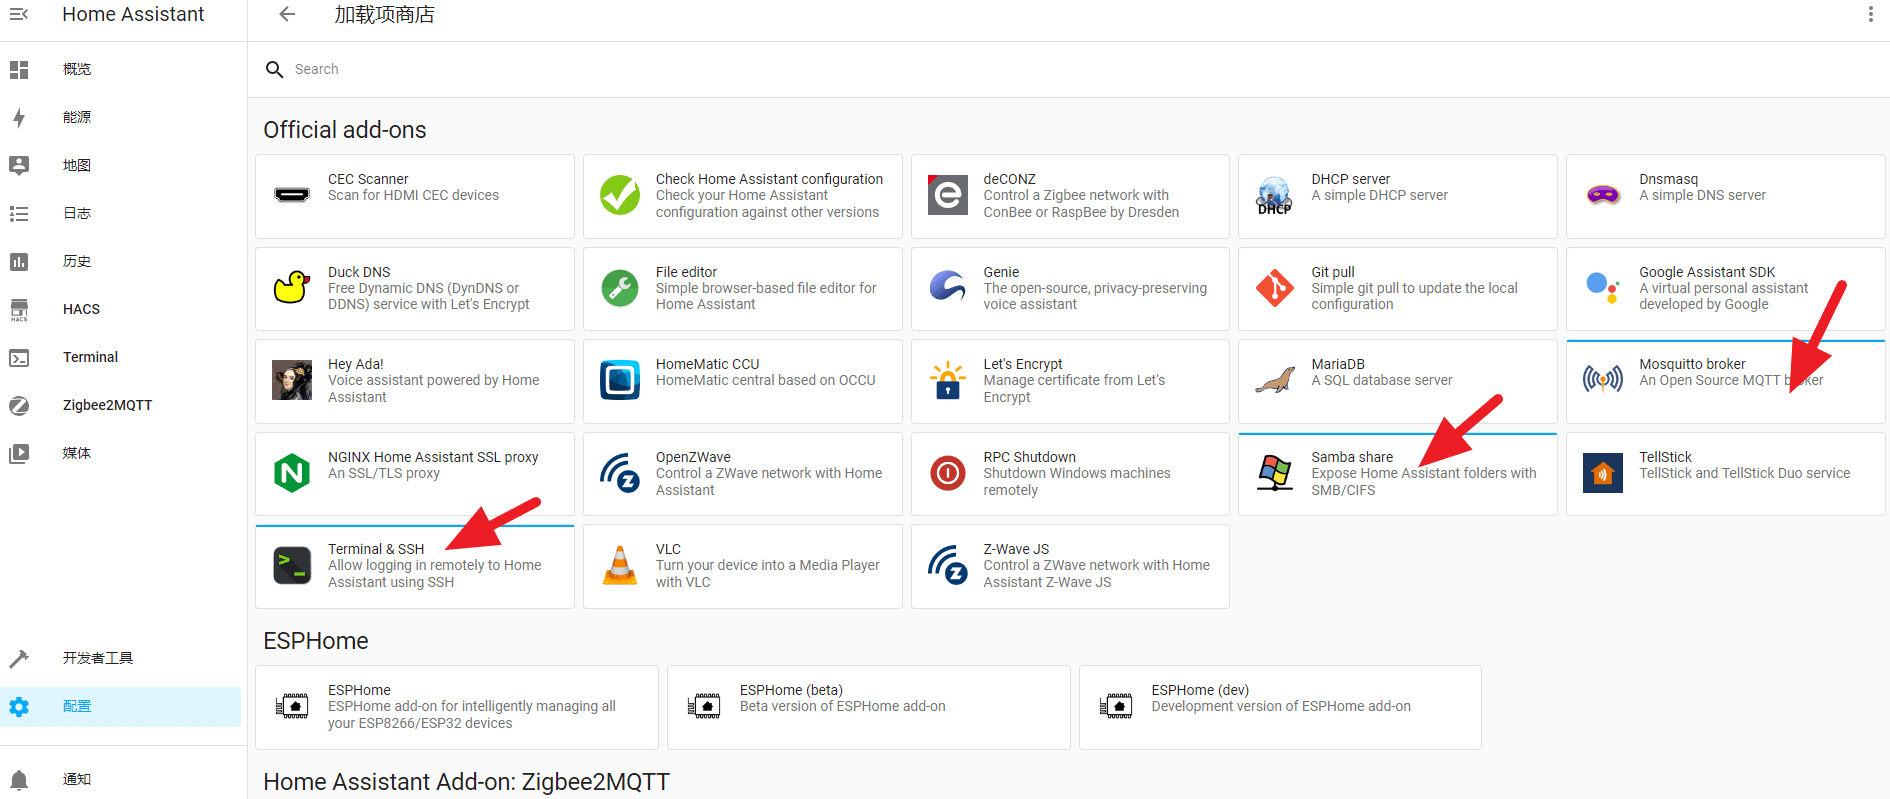 Home Assistant
加载项商店
概览
能源
地图
日志
历史
HACS
HACS
Terminal
Zigbee2MQTT
媒体
开发者工具
配置
通知
Search
Official add-ons
CEC Scanner
Scan for HDMI CEC devices
Check Home Assistant configuration
Check your Home Assistant
configuration against other versions
deCONZ
Control a Zigbee network with
ConBee or RaspBee by Dresden
DHCP
DHCP server
A simple DHCP server
Dnsmasq
A simple DNS server
Duck DNS
Free Dynamic DNS (DynDNS or
DDNS) service with Let's Encrypt
File editor
Simple browser-based file editor for
Home Assistant
Genie
The open-source, privacy-preserving
voice assistant
Git pull
Simple git pull to update the local
configuration
Google Assistant SDK
A virtual personal assistant
developed by Google
Hey Ada!
Voice assistant powered by Home
Assistant
HomeMatic CCU
HomeMatic central based on OCCU
Let's Encrypt
Manage certificate from Let's
Encrypt
MariaDB
A SQL database server
Mosquitto broker
An Open Source MQTT broker
NGINX Home Assistant SSL proxy
An SSL/TLS proxy
OpenZWave
Control a ZWave network with Home
Assistant
RPC Shutdown
Shutdown Windows machines
remotely
Samba share
Expose Home Assistant folders with
SMB/CIFS
TellStick
TellStick and TellStick Duo service
Terminal & SSH
Allow logging in remotely to Home
Assistant using SSH
VLC
Turn your device into a Media Player
with VLC
Z-Wave JS
Control a ZWave network with Home
Assistant Z-Wave JS
ESPHome
ESPHome
ESPHome add-on for intelligently managing all
your ESP8266/ESP32 devices
ESPHome (beta)
Beta version of ESPHome add-on
ESPHome (dev)
Development version of ESPHome add-on
Home Assistant Add-on: Zigbee2MQTT